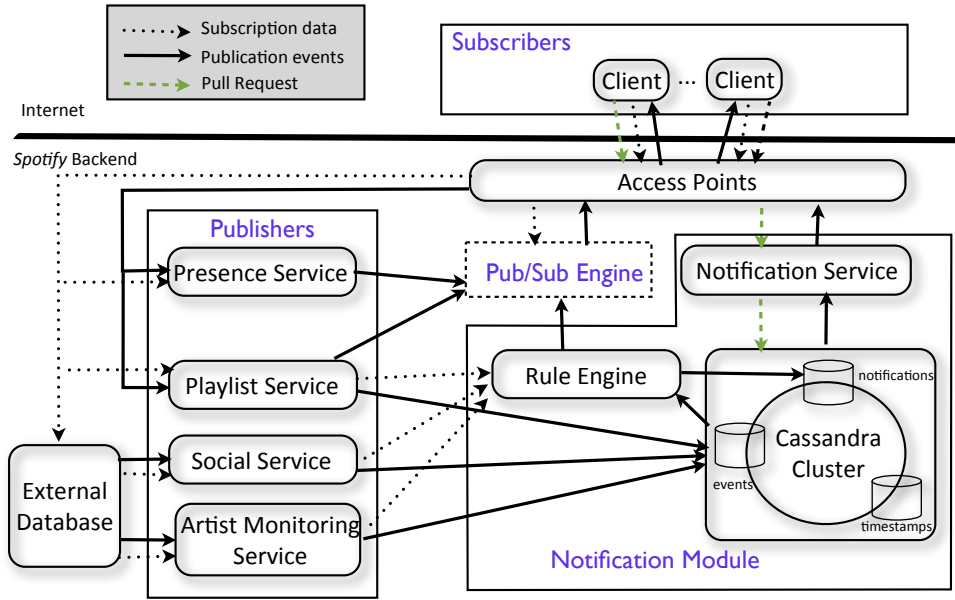 Subscription data
Publication events
Pull Request
Subscribers
Client
...
Client
Internet
Spotify Backend
Access Points
Publishers
Presence Service
Pub/Sub Engine
Notification Service
Playlist Service
Rule Engine
notifications
Social Service
Cassandra
Cluster
events
External
Database
Artist Monitoring
Service
timestamps
Notification Module